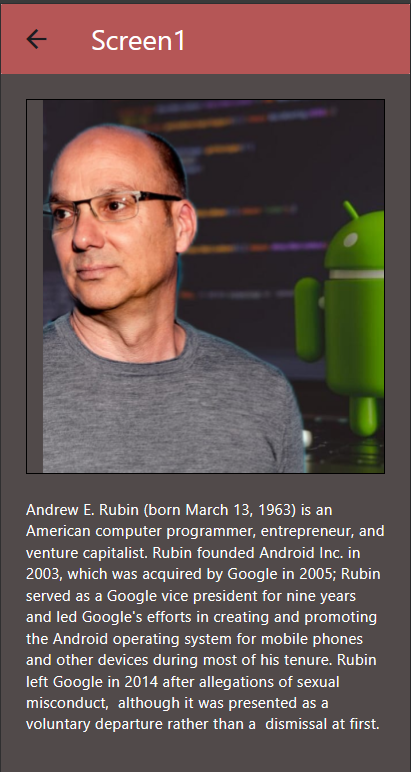 Screen1
Andrew E. Rubin (born March 13, 1963) is an
American computer programmer, entrepreneur, and
venture capitalist. Rubin founded Android Inc. in
2003, which was acquired by Google in 2005; Rubin
served as a Google vice president for nine years
and led Google's efforts in creating and promoting
the Android operating system for mobile phones
and other devices during most of his tenure. Rubin
left Google in 2014 after allegations of sexual
misconduct,  although it was presented as a
voluntary departure rather than a  dismissal at first.